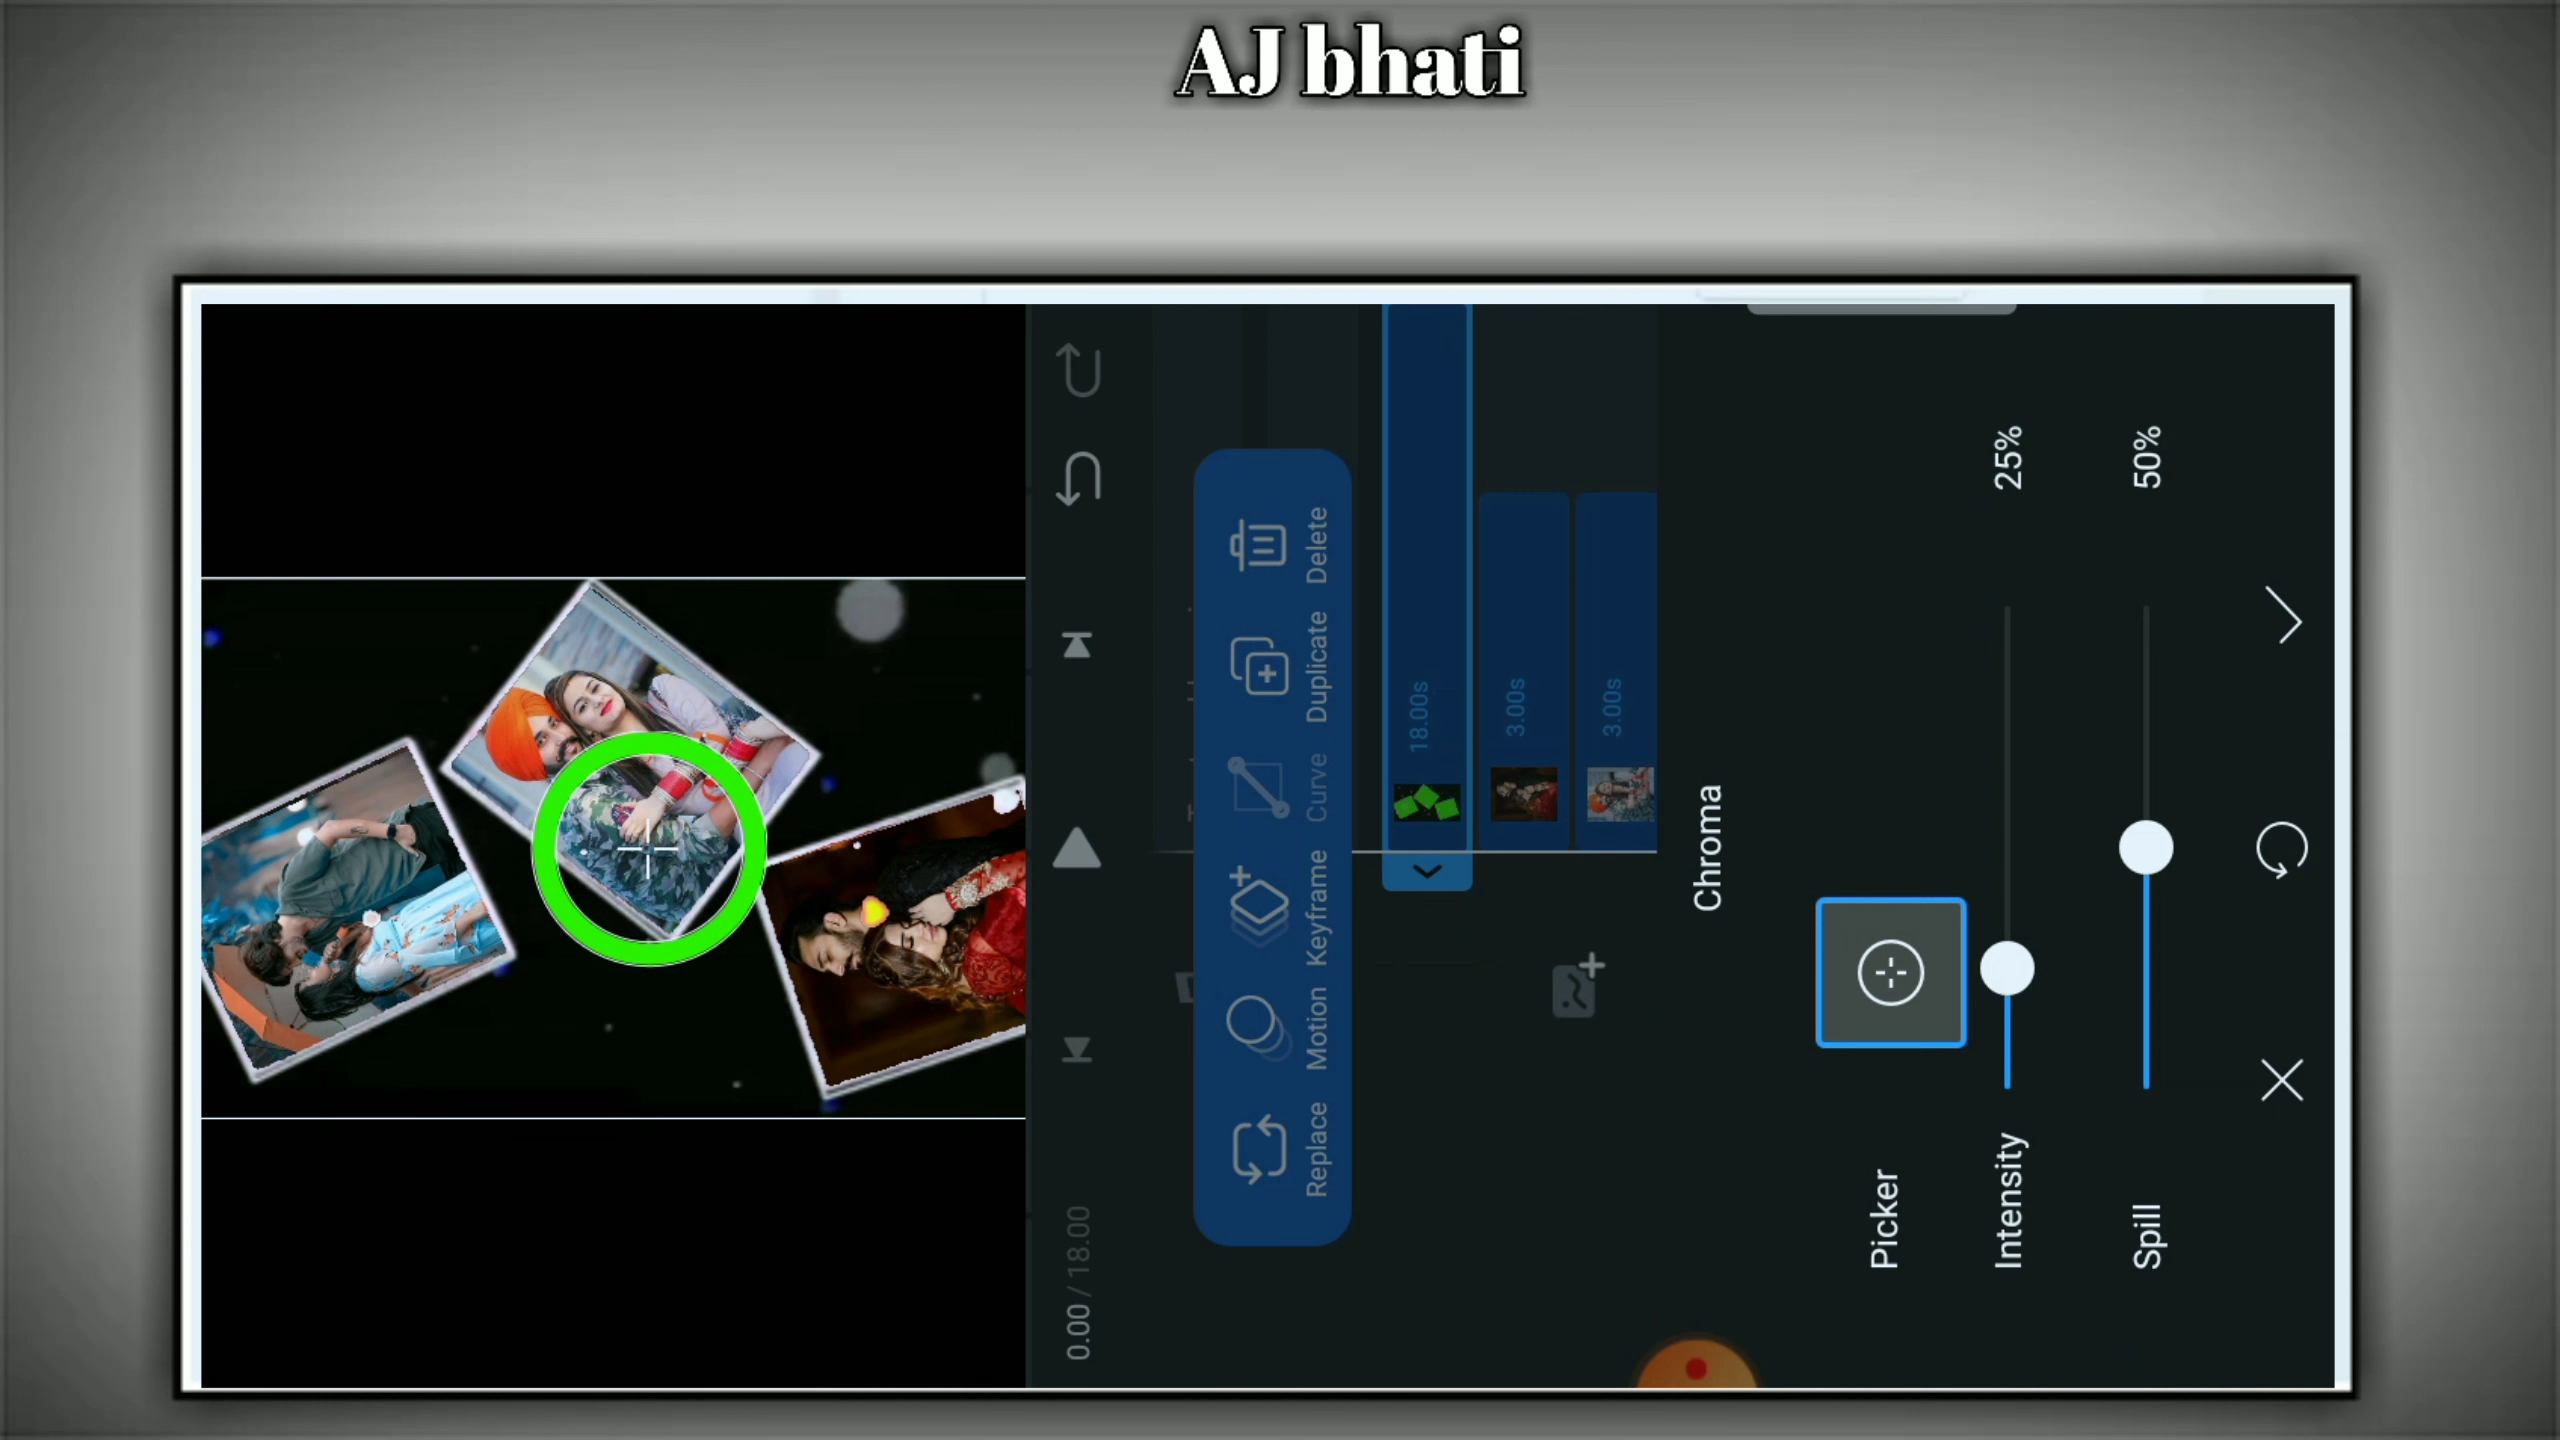 AJ bhati
0.00 / 18.00
Replace
Motion
Keyframe
Curve
Duplicate
Delete
18.00s
3.00s
3.00s
Chroma
Picker
Intensity
25%
Spill
50%